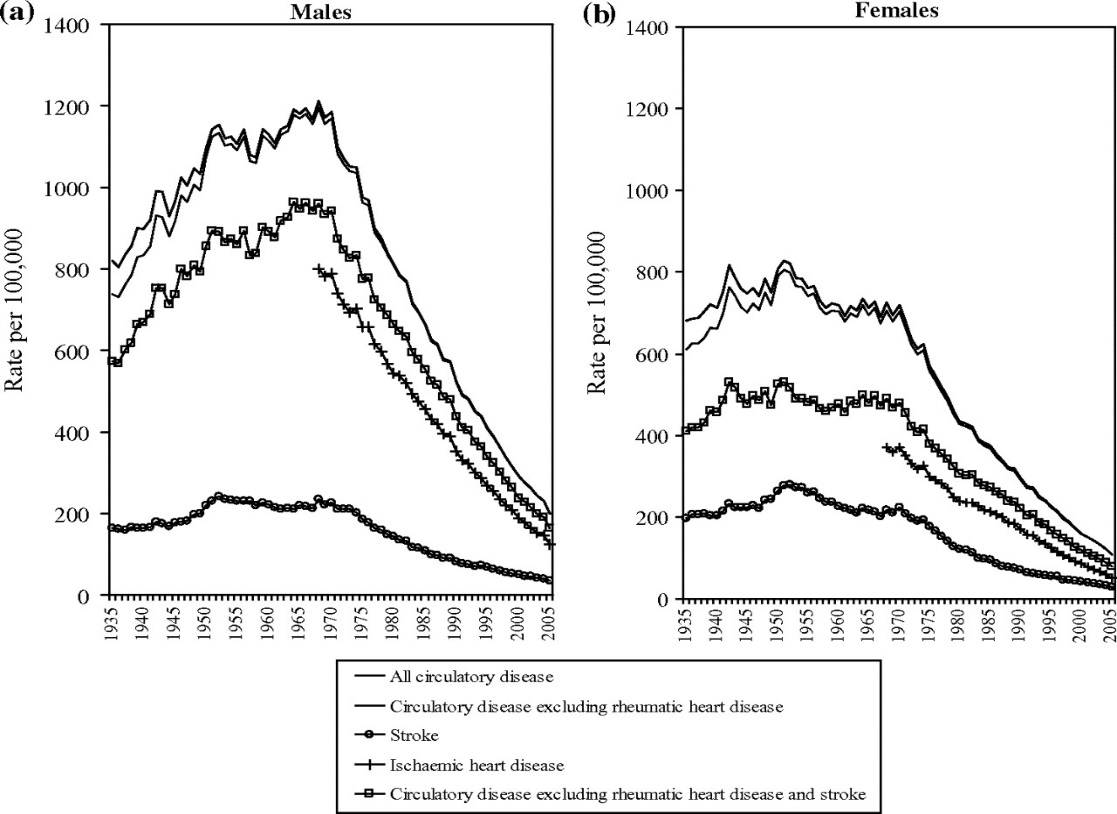 (a) Males
Rate per 100,000
1400
1200
1000
800
600
400
200
0
1935 1940 1945 1950 1955 1960 1965 1970 1975 1980 1985 1990 1995 2000 2005
(b) Females
Rate per 100,000
1400
1200
1000
800
600
400
200
0
1935 1940 1945 1950 1955 1960 1965 1970 1975 1980 1985 1990 1995 2000 2005
All circulatory disease
Circulatory disease excluding rheumatic heart disease
Stroke
Ischaemic heart disease
Circulatory disease excluding rheumatic heart disease and stroke